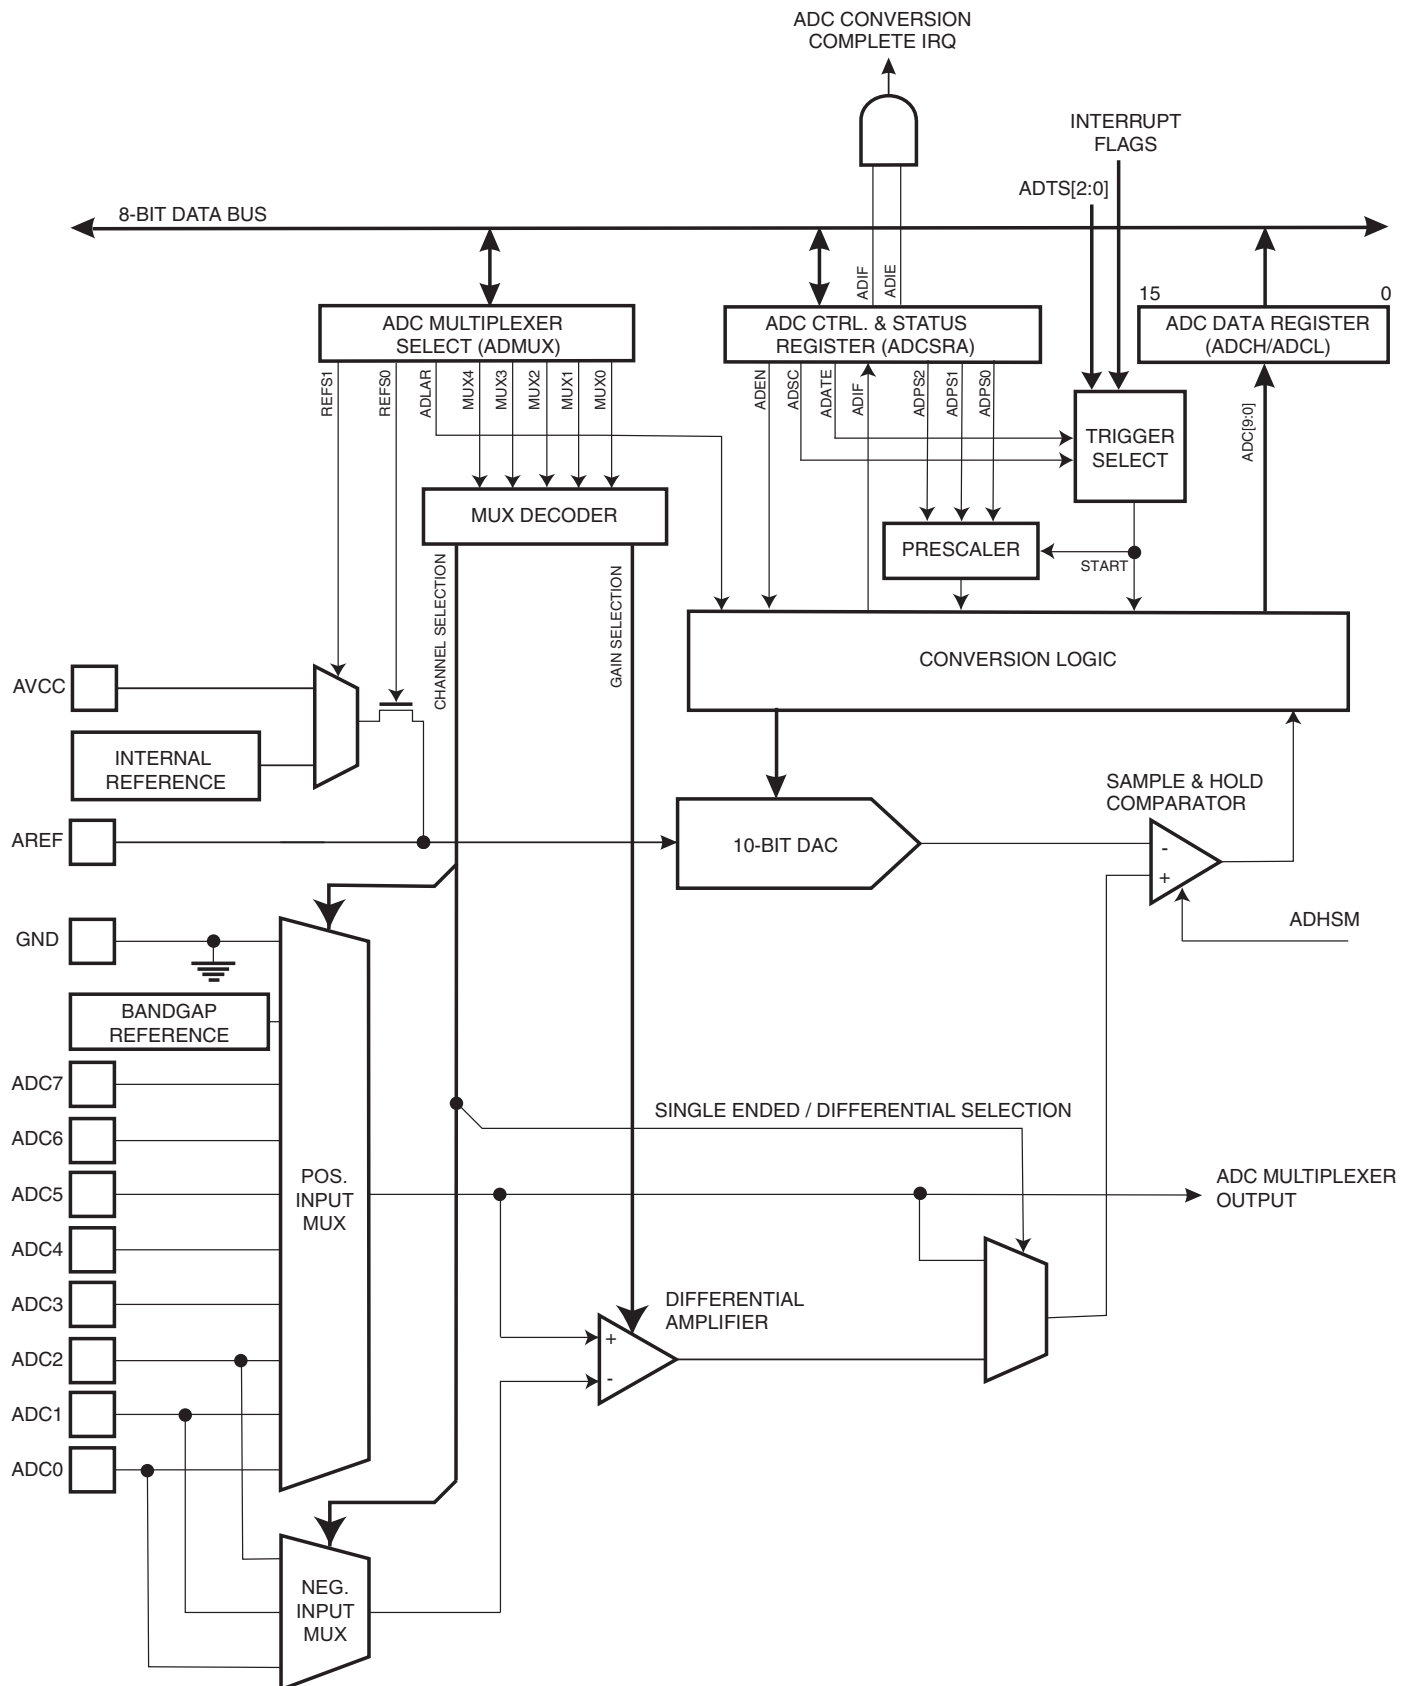 ADC CONVERSION
COMPLETE IRQ
INTERRUPT
FLAGS
ADTS[2:0]
8-BIT DATA BUS
ADIF
ADIE
15
0
ADC MULTIPLEXER
SELECT (ADMUX)
ADC CTRL. & STATUS
REGISTER (ADCSRA)
ADC DATA REGISTER
(ADCH/ADCL)
REFS1
REFS0
ADLAR
MUX4
MUX3
MUX2
MUX1
MUX0
ADEN
ADSC
ADATE
ADIF
ADPS2
ADPS1
ADPS0
ADC[9:0]
TRIGGER
SELECT
MUX DECODER
PRESCALER
START
CHANNEL SELECTION
GAIN SELECTION
CONVERSION LOGIC
AVCC
INTERNAL
REFERENCE
SAMPLE & HOLD
COMPARATOR
AREF
10-BIT DAC
-
+
ADHSM
GND
BANDGAP
REFERENCE
ADC7
SINGLE ENDED / DIFFERENTIAL SELECTION
ADC6
ADC5
POS.
INPUT
MUX
ADC MULTIPLEXER
OUTPUT
ADC4
ADC3
DIFFERENTIAL
AMPLIFIER
+
-
ADC2
ADC1
ADC0
NEG.
INPUT
MUX